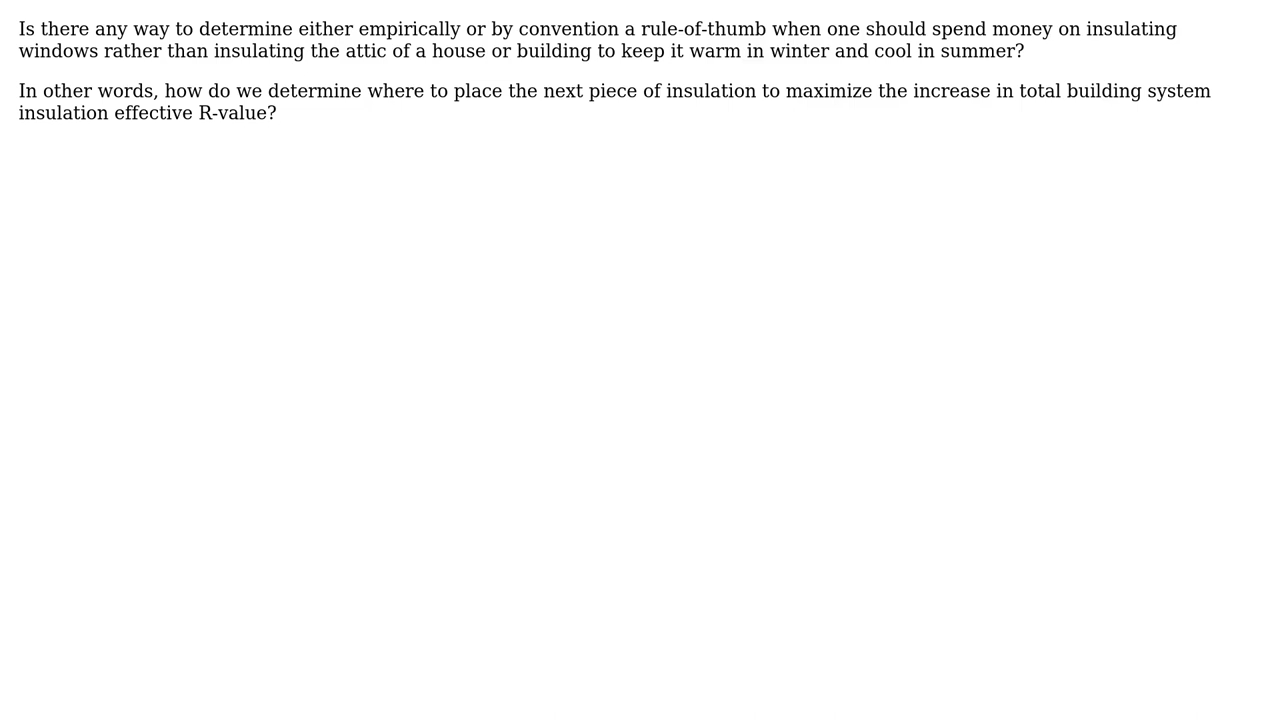 Is there any way to determine either empirically or by convention a rule-of-thumb when one should spend money on insulating
windows rather than insulating the attic of a house or building to keep it warm in winter and cool in summer?
In other words, how do we determine where to place the next piece of insulation to maximize the increase in total building system
insulation effective R-value?